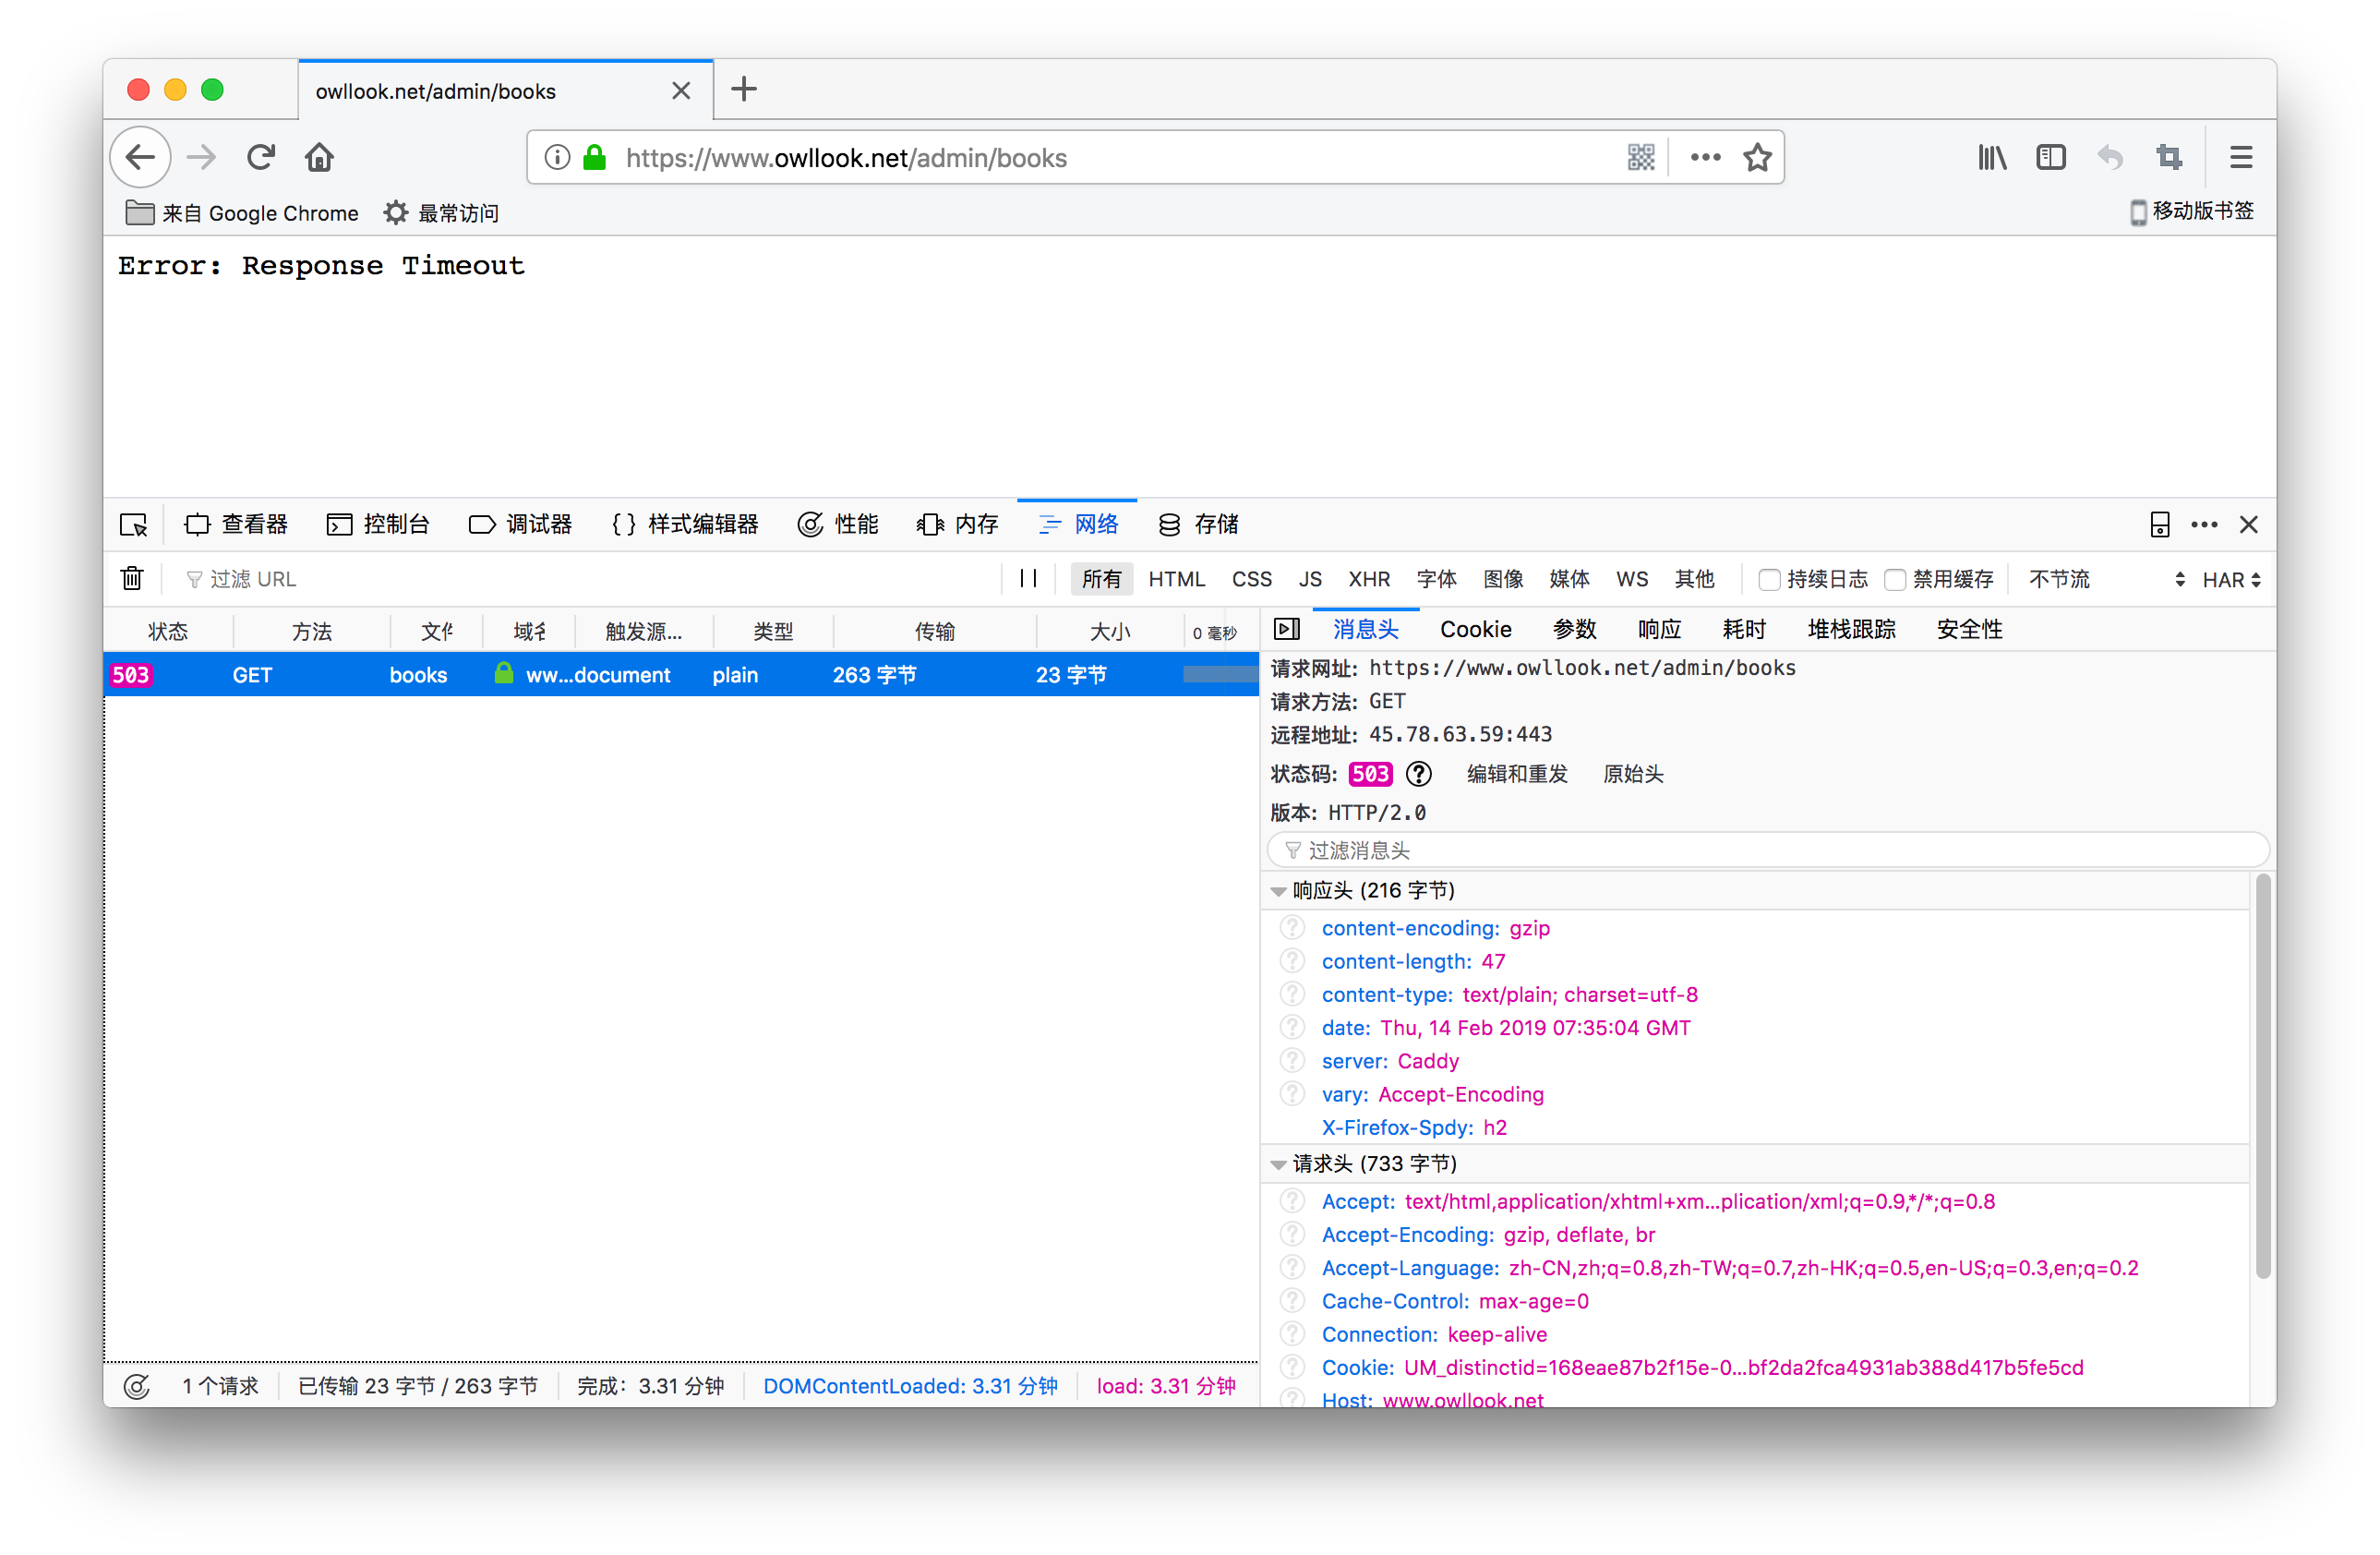 owllook.net/admin/books
https://www.owllook.net/admin/books
来自 Google Chrome 最常访问 移动版书签
Error: Response Timeout
查看器 控制台 调试器 样式编辑器 性能 内存 网络 存储
过滤 URL 所有 HTML CSS JS XHR 字体 图像 媒体 WS 其他 持续日志 禁用缓存 不节流 HAR
状态 方法 文件 域名 触发源... 类型 传输 大小 0 毫秒
503 GET books ww...document plain 263 字节 23 字节
消息头 Cookie 参数 响应 耗时 堆栈跟踪 安全性
请求网址: https://www.owllook.net/admin/books
请求方法: GET
远程地址: 45.78.63.59:443
状态码: 503 编辑和重发 原始头
版本: HTTP/2.0
过滤消息头
响应头 (216 字节)
content-encoding: gzip
content-length: 47
content-type: text/plain; charset=utf-8
date: Thu, 14 Feb 2019 07:35:04 GMT
server: Caddy
vary: Accept-Encoding
X-Firefox-Spdy: h2
请求头 (733 字节)
Accept: text/html,application/xhtml+xm...plication/xml;q=0.9,*/*;q=0.8
Accept-Encoding: gzip, deflate, br
Accept-Language: zh-CN,zh;q=0.8,zh-TW;q=0.7,zh-HK;q=0.5,en-US;q=0.3,en;q=0.2
Cache-Control: max-age=0
Connection: keep-alive
Cookie: UM_distinctid=168eae87b2f15e-0...bf2da2fca4931ab388d417b5fe5cd
Host: www.owllook.net
1 个请求 已传输 23 字节 / 263 字节 完成: 3.31 分钟 DOMContentLoaded: 3.31 分钟 load: 3.31 分钟